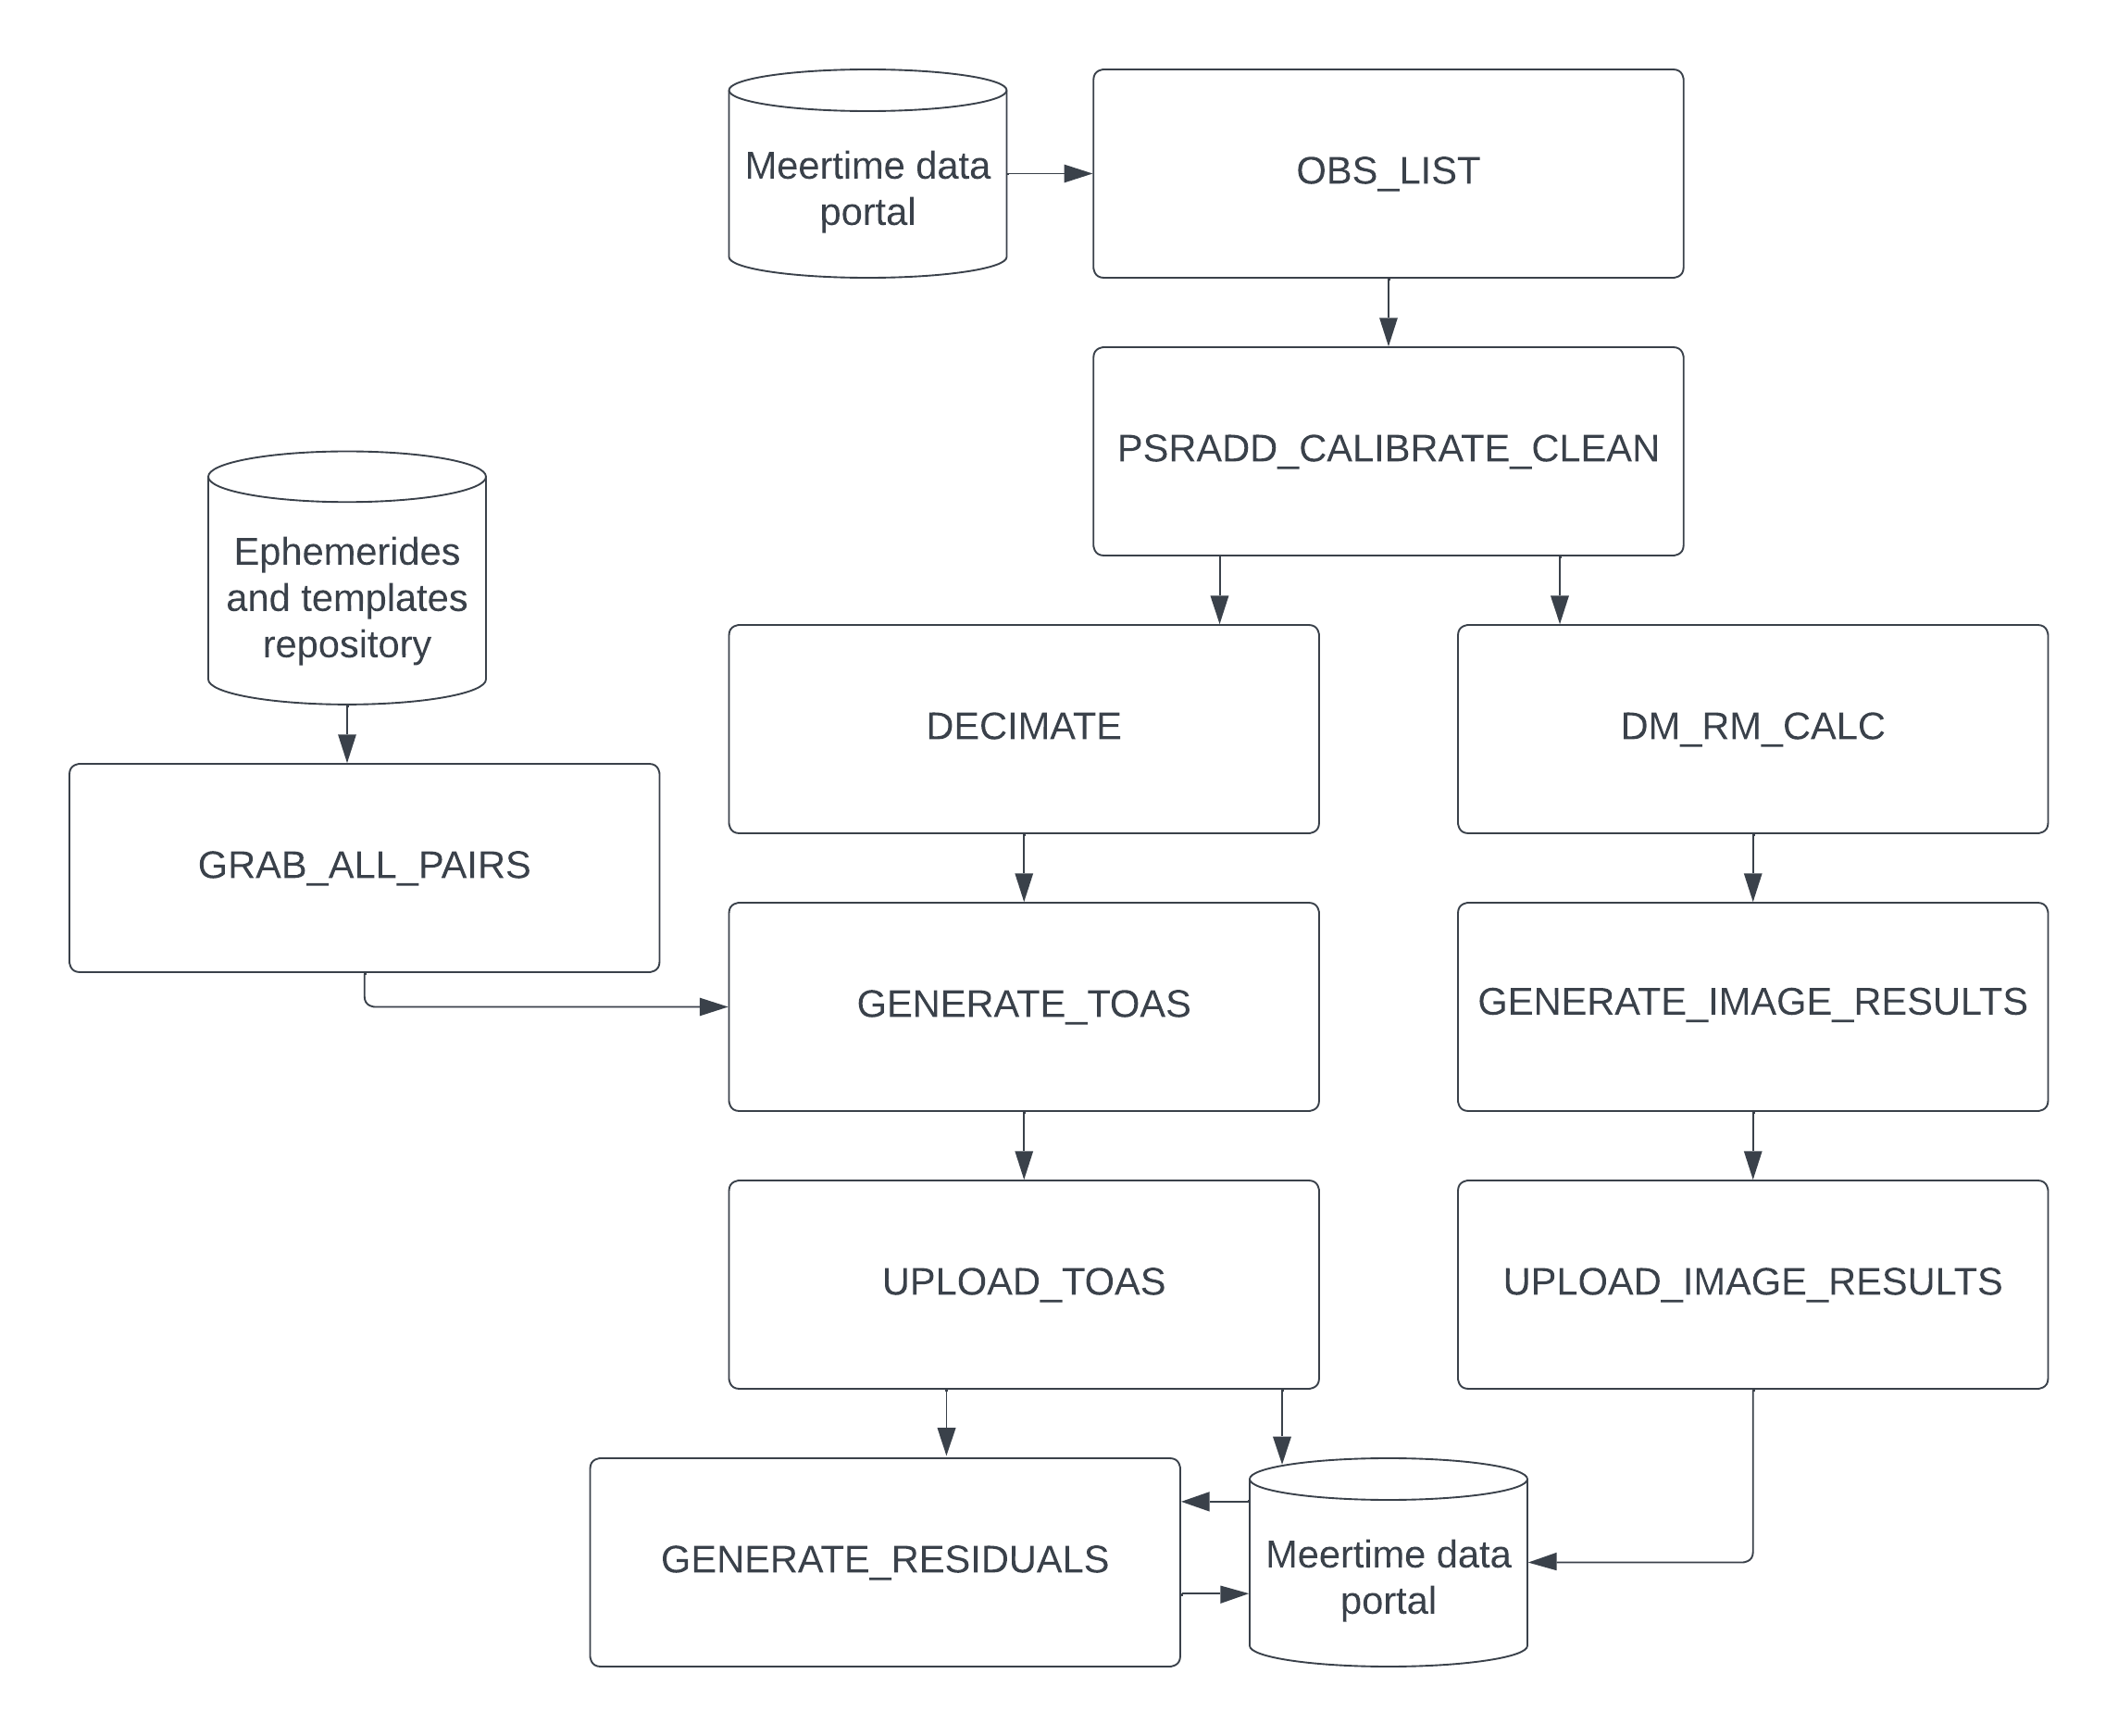 Meertime data
portal
OBS_LIST
PSRADD_CALIBRATE_CLEAN
Ephemerides
and templates
repository
DECIMATE
DM_RM_CALC
GRAB_ALL_PAIRS
GENERATE_TOAS
GENERATE_IMAGE_RESULTS
UPLOAD_TOAS
UPLOAD_IMAGE_RESULTS
GENERATE_RESIDUALS
Meertime data
portal